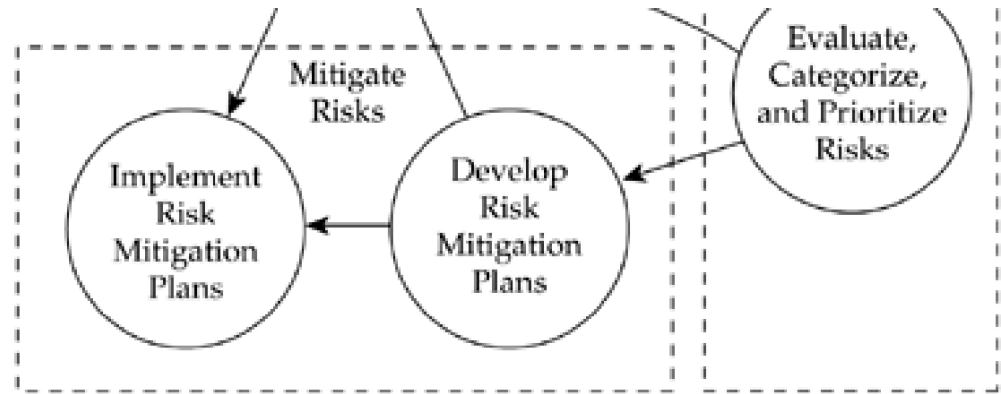 Mitigate
Risks
Implement
Risk
Mitigation
Plans
Develop
Risk
Mitigation
Plans
Evaluate,
Categorize,
and Prioritize
Risks